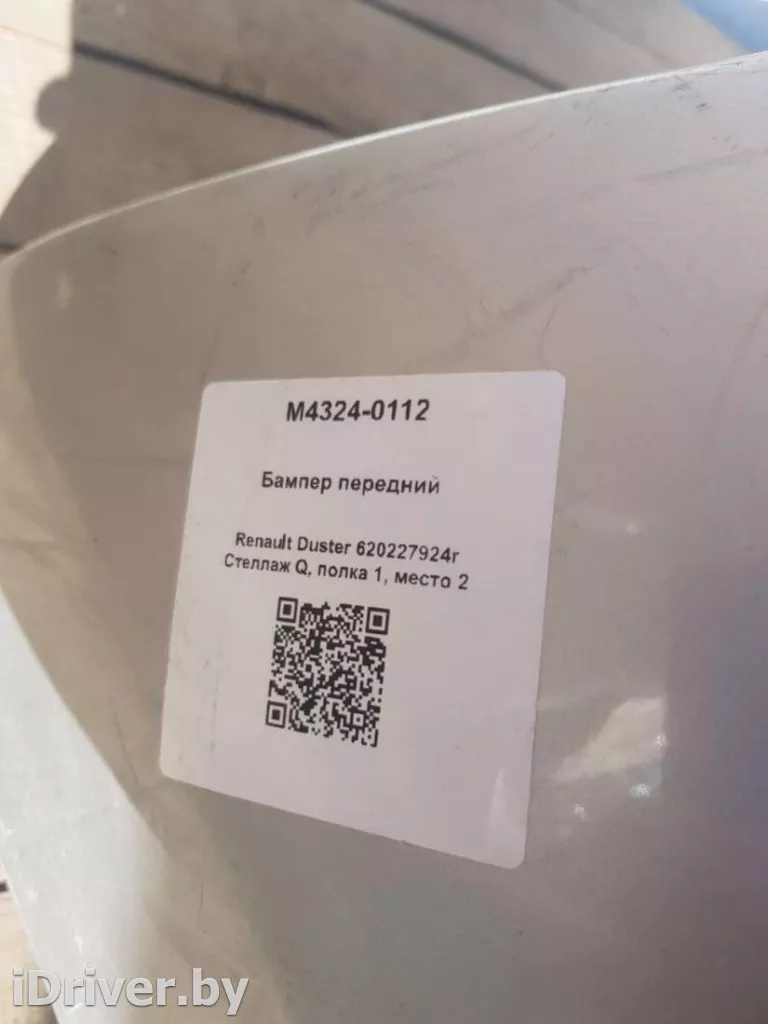 M4324-0112
Бампер передний
Renault Duster 620227924г
Стеллаж Q, полка 1, место 2
iDriver.by